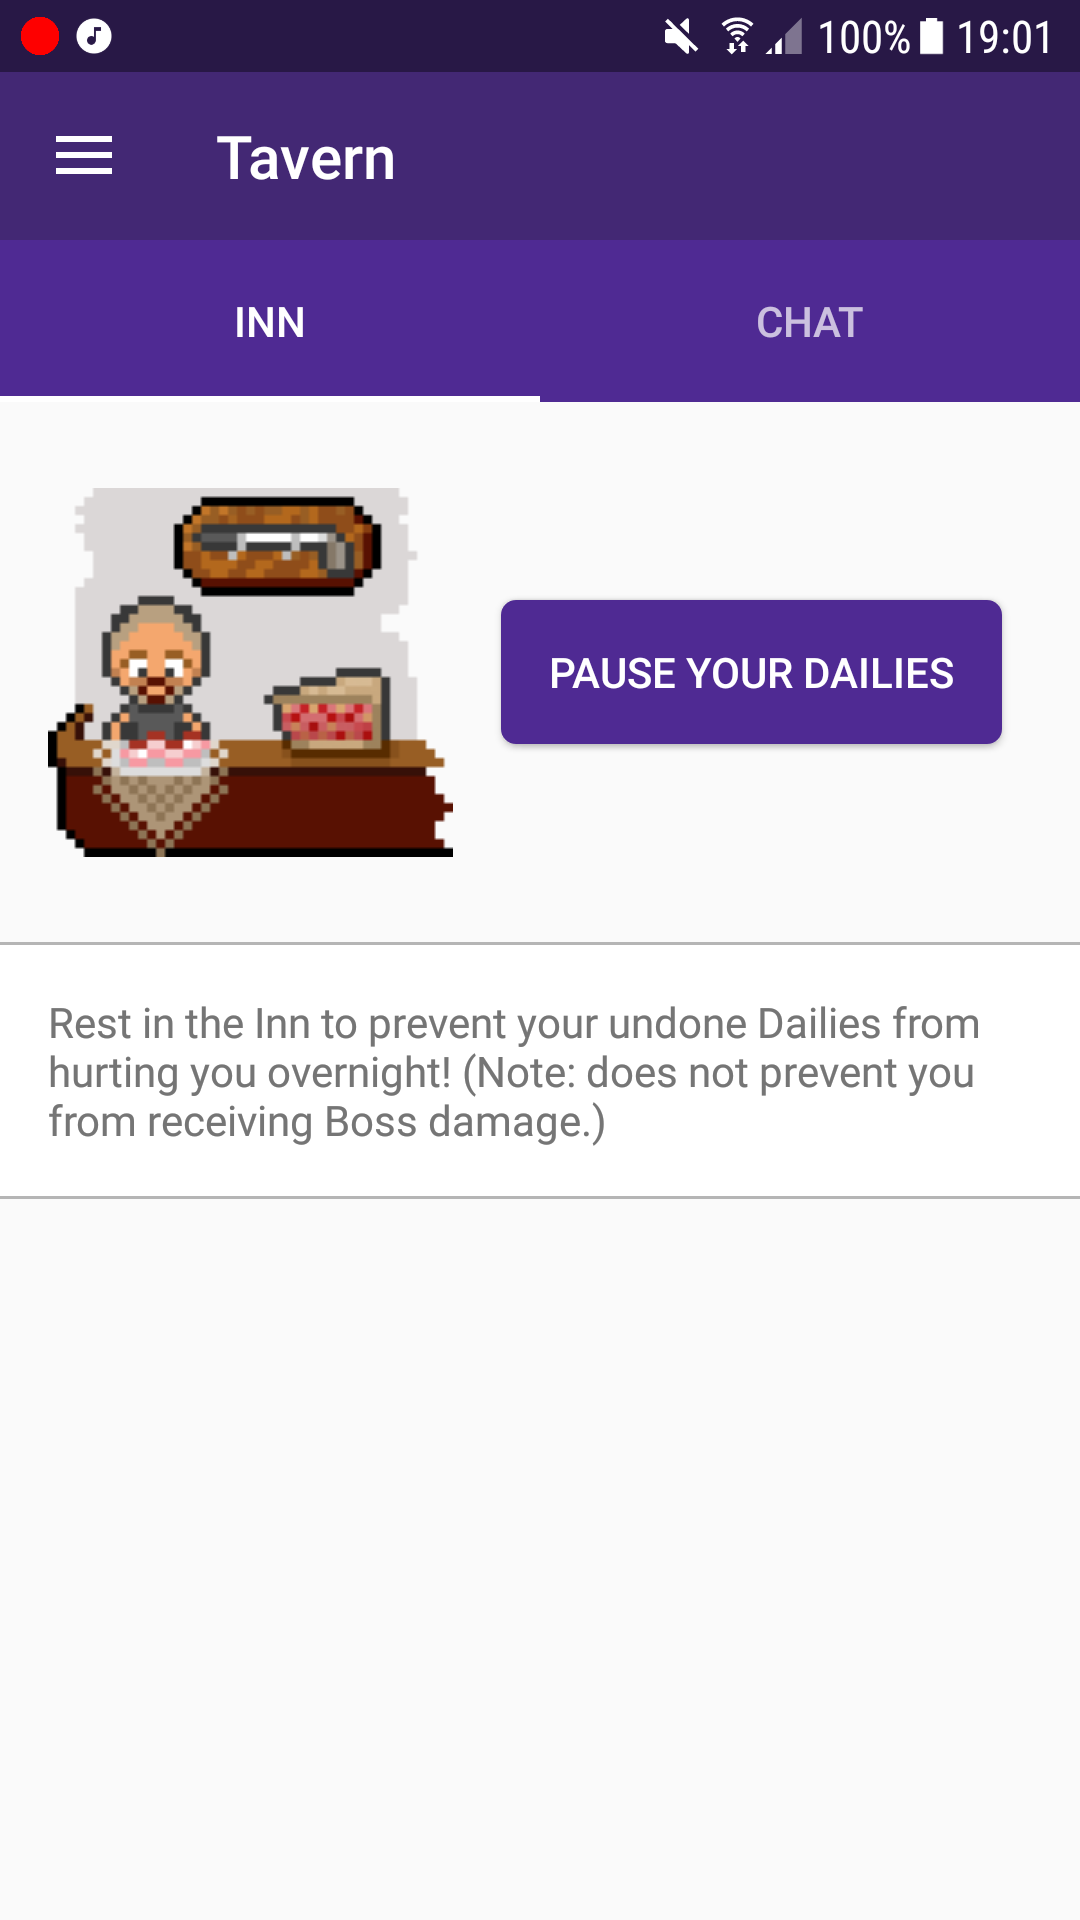 100% 19:01
Tavern
INN
CHAT
PAUSE YOUR DAILIES
Rest in the Inn to prevent your undone Dailies from
hurting you overnight! (Note: does not prevent you
from receiving Boss damage.)